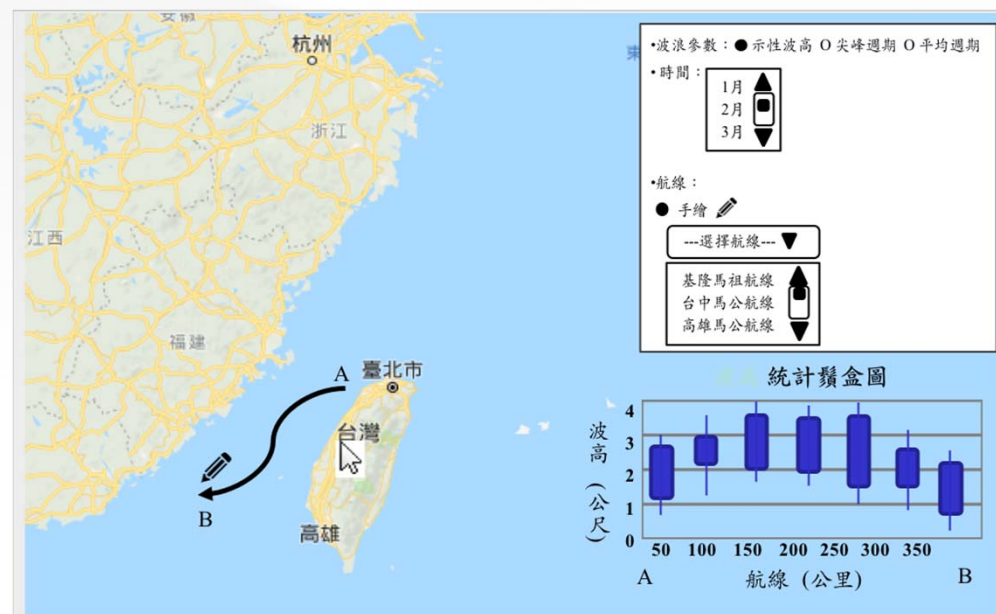 安徽
杭州
浙江
江西
福建
臺北市
台灣
高雄
A
B
東
•波浪參數：● 示性波高 O 尖峰週期 O 平均週期
•時間：
1月
2月
3月
•航線：
● 手繪
---選擇航線---
基隆馬祖航線
台中馬公航線
高雄馬公航線
統計鬚盒圖
波高（公尺）
4
3
2
1
0
50 100 150 200 250 300 350
A 航線 (公里) B